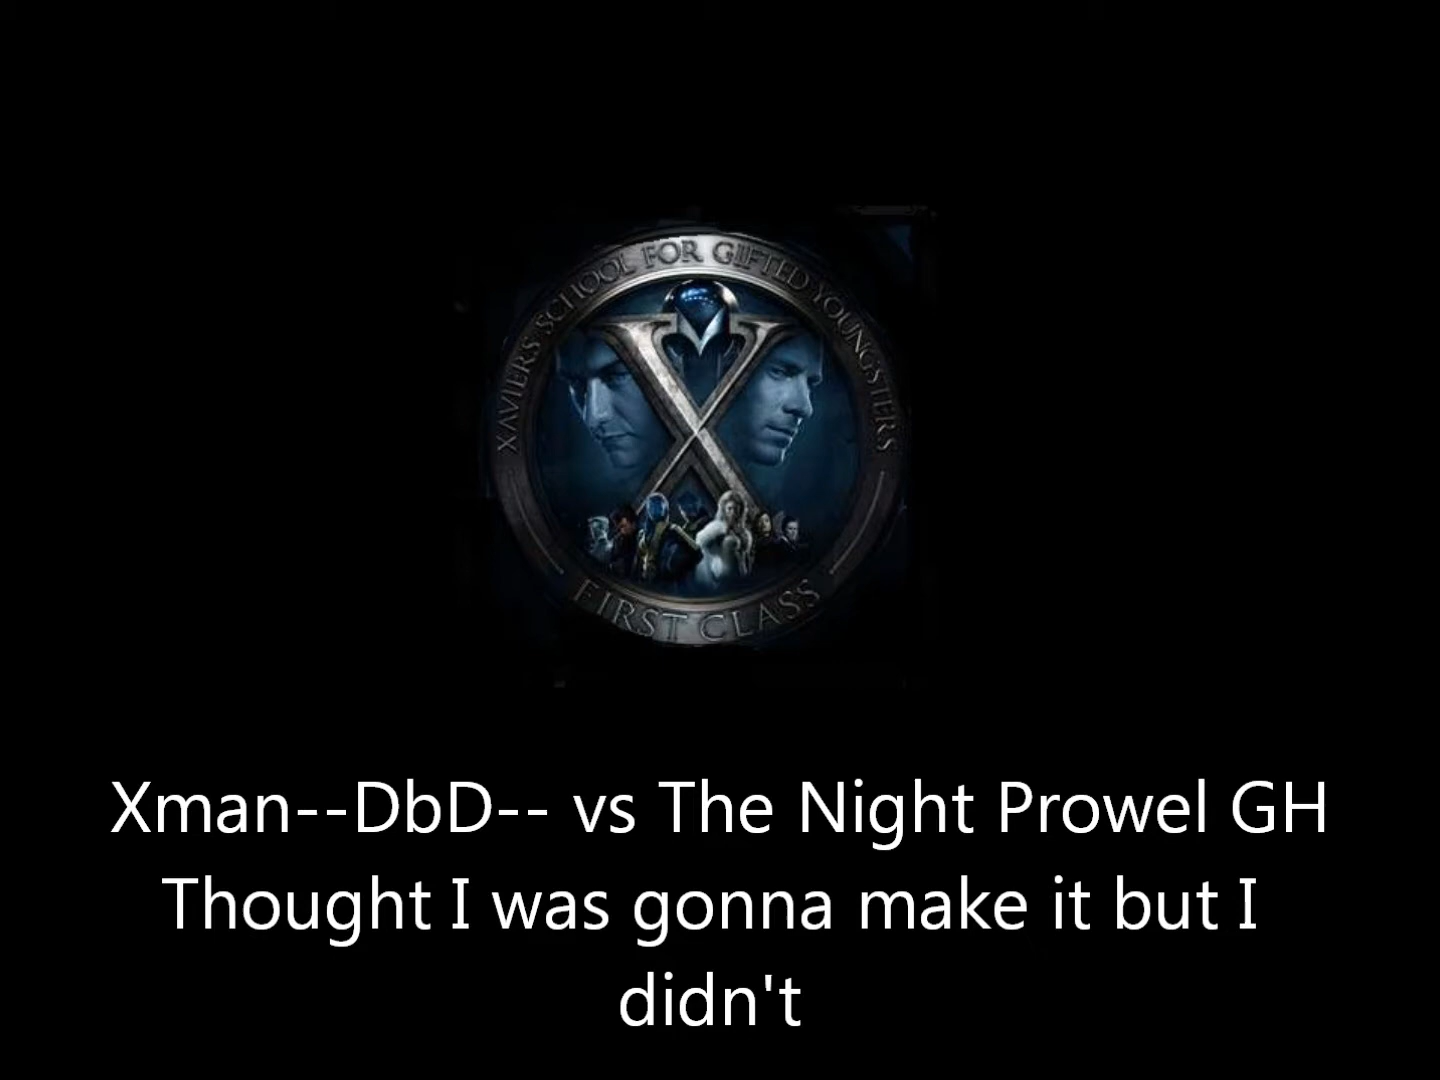 XAVIERS SCHOOL FOR GIFTED YOUNGSTERS
FIRST CLASS
Xman--DbD-- vs The Night Prowel GH
Thought I was gonna make it but I
didn't